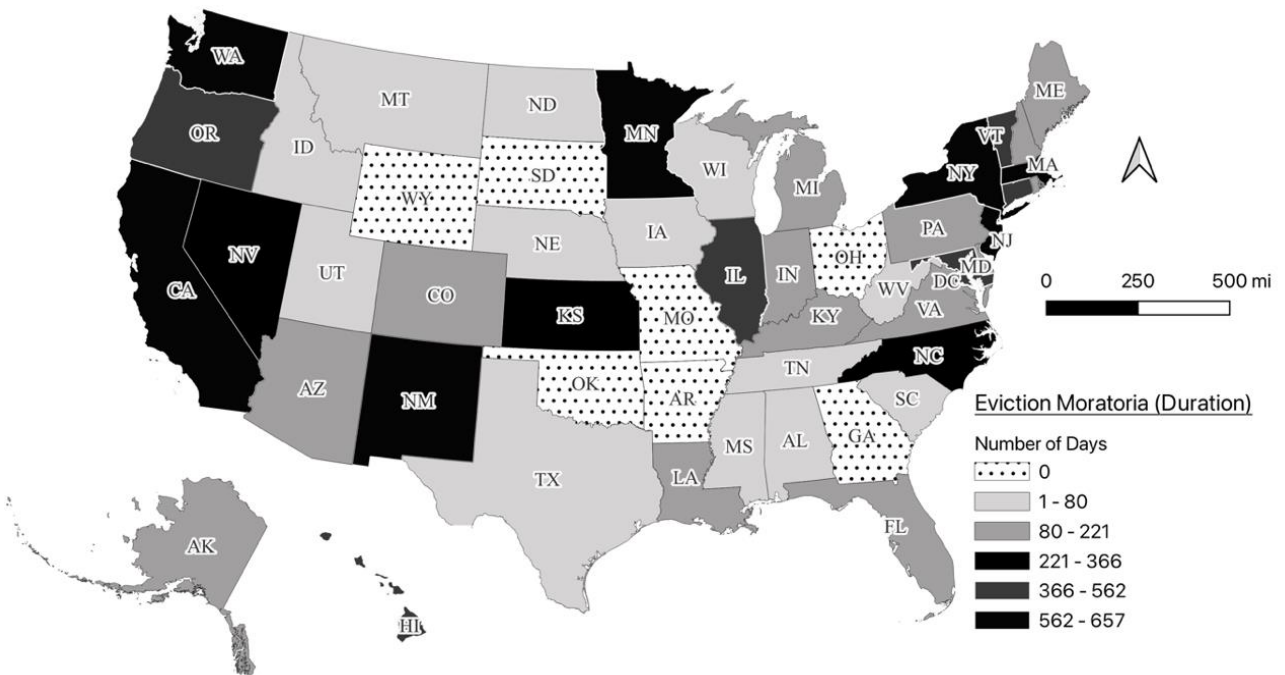 WA
MT
ND
MN
ME
OR
ID
SD
WI
VT
NY
MA
WY
MI
IA
PA
NE
NJ
NV
UT
IL
IN
OH
MD
CA
CO
DC
WV
KS
MO
KY
VA
0 250 500 mi
AZ
NM
OK
TN
NC
AR
SC
Eviction Moratoria (Duration)
MS
AL
GA
Number of Days
TX
LA
0
1 - 80
FL
80 - 221
AK
221 - 366
366 - 562
HI
562 - 657